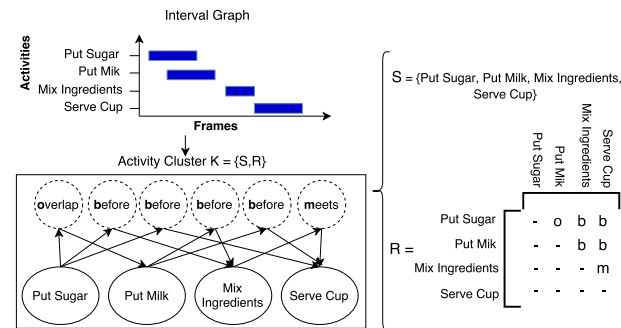 Interval Graph
Activities
Put Sugar
Put Mik
Mix Ingredients
Serve Cup
Frames
Activity Cluster K = {S,R}
overlap before before before before meets
Put Sugar Put Milk Mix Ingredients Serve Cup
S = {Put Sugar, Put Milk, Mix Ingredients,
Serve Cup}
Put Sugar
Put Mik
Mix Ingredients
Serve Cup
R =
Put Sugar - o b b
Put Mik - - b b
Mix Ingredients - - - m
Serve Cup - - - -